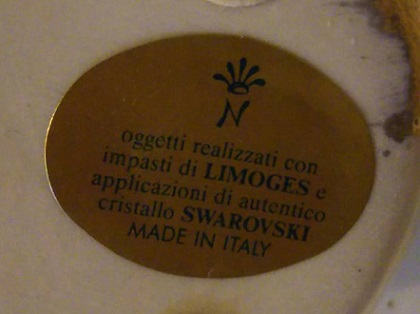 N
oggetti realizzati con
impasti di LIMOGES e
applicazioni di autentico
cristallo SWAROVSKI
MADE IN ITALY